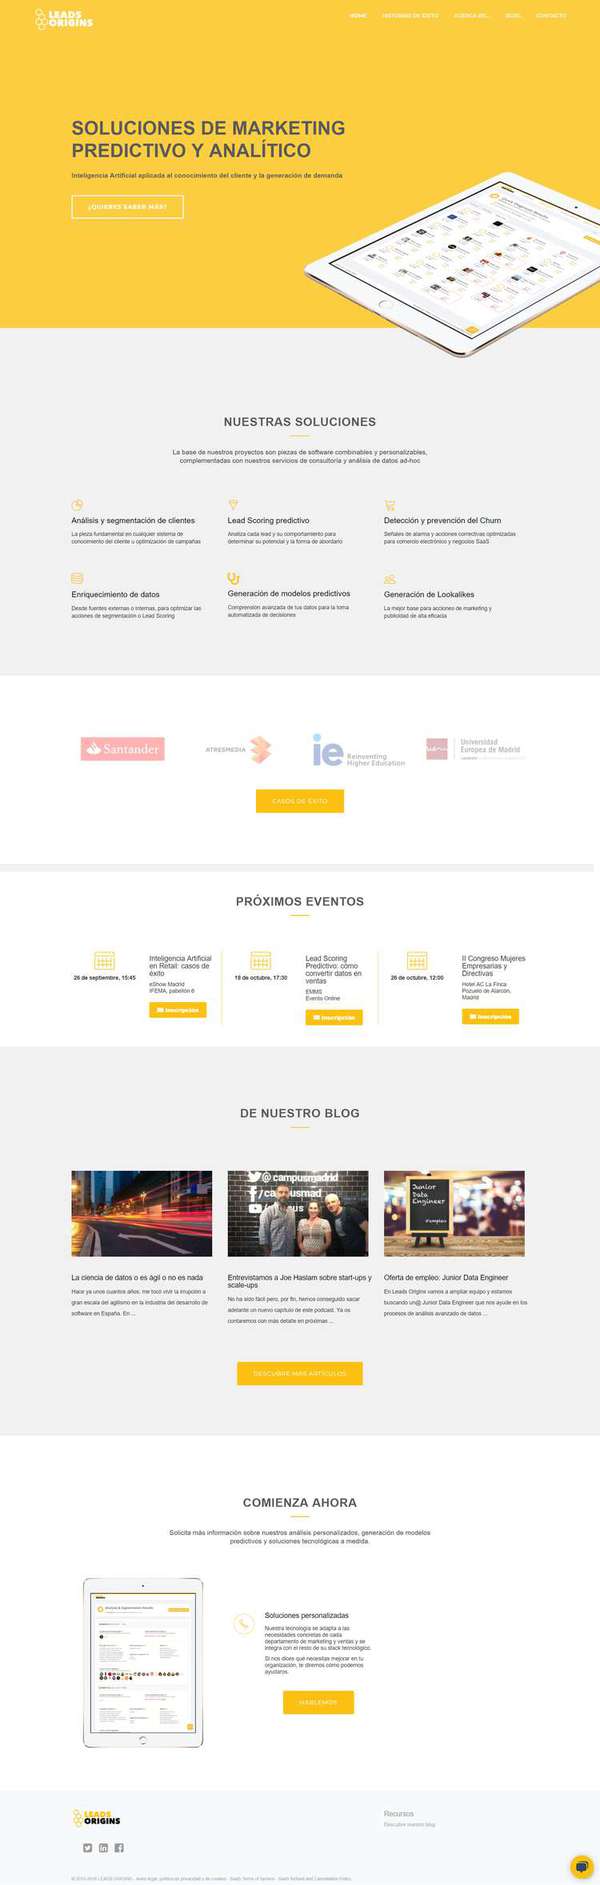 LEADS
ORIGINS
HOME
HISTORIAS DE ÉXITO
ACERCA DE...
BLOG
CONTACTO
SOLUCIONES DE MARKETING
PREDICTIVO Y ANALÍTICO
Inteligencia Artificial aplicada al conocimiento del cliente y la generación de demanda
¿QUIERES SABER MÁS?
NUESTRAS SOLUCIONES
La base de nuestros proyectos son piezas de software combinables y personalizables,
complementadas con nuestros servicios de consultoría y análisis de datos ad-hoc
Análisis y segmentación de clientes
La pieza fundamental en cualquier sistema de
conocimiento del cliente u optimización de campañas
Lead Scoring predictivo
Analiza cada lead y su comportamiento para
determinar su potencial y la forma de abordarlo
Detección y prevención del Churn
Señales de alarma y acciones correctivas optimizadas
para comercio electrónico y negocios SaaS
Enriquecimiento de datos
Desde fuentes externas o internas, para optimizar las
acciones de segmentación o Lead Scoring
Generación de modelos predictivos
Comprensión avanzada de tus datos para la toma
automatizada de decisiones
Generación de Lookalikes
La mejor base para acciones de marketing y
publicidad de alta eficacia
Santander
ATRESMEDIA
ie
Reinventing
Higher Education
Universidad
Europea de Madrid
CASOS DE ÉXITO
PRÓXIMOS EVENTOS
26 de septiembre, 15:45
Inteligencia Artificial
en Retail: casos de
éxito
eShow Madrid
IFEMA, pabellón 6
Inscripción
18 de octubre, 17:30
Lead Scoring
Predictivo: cómo
convertir datos en
ventas
EMMS
Evento Online
Inscripción
26 de octubre, 12:00
II Congreso Mujeres
Empresarias y
Directivas
Hotel AC La Finca
Pozuelo de Alarcón,
Madrid
Inscripción
DE NUESTRO BLOG
@campusmadrid
/campusmad
Junior
Data
Engineer
#empleo
La ciencia de datos o es ágil o no es nada
Hace ya unos cuantos años, me tocó vivir la irrupción a
gran escala del agilismo en la industria del desarrollo de
software en España. En ...
Entrevistamos a Joe Haslam sobre start-ups y
scale-ups
No ha sido fácil pero, por fin, hemos conseguido sacar
adelante un nuevo capítulo de este podcast. Ya os
contaremos con más detalle en próximas ...
Oferta de empleo: Junior Data Engineer
En Leads Origins vamos a ampliar equipo y estamos
buscando un@ Junior Data Engineer que nos ayude en los
procesos de análisis avanzado de datos ...
DESCUBRE MÁS ARTÍCULOS
COMIENZA AHORA
Solicita más información sobre nuestros análisis personalizados, generación de modelos
predictivos y soluciones tecnológicas a medida.
Soluciones personalizadas
Nuestra tecnología se adapta a las
necesidades concretas de cada
departamento de marketing y ventas y se
integra con el resto de su stack tecnológico.
Si nos dices qué necesitas mejorar en tu
organización, te diremos cómo podemos
ayudaros.
HABLEMOS
LEADS
ORIGINS
Recursos
Descubre nuestro blog